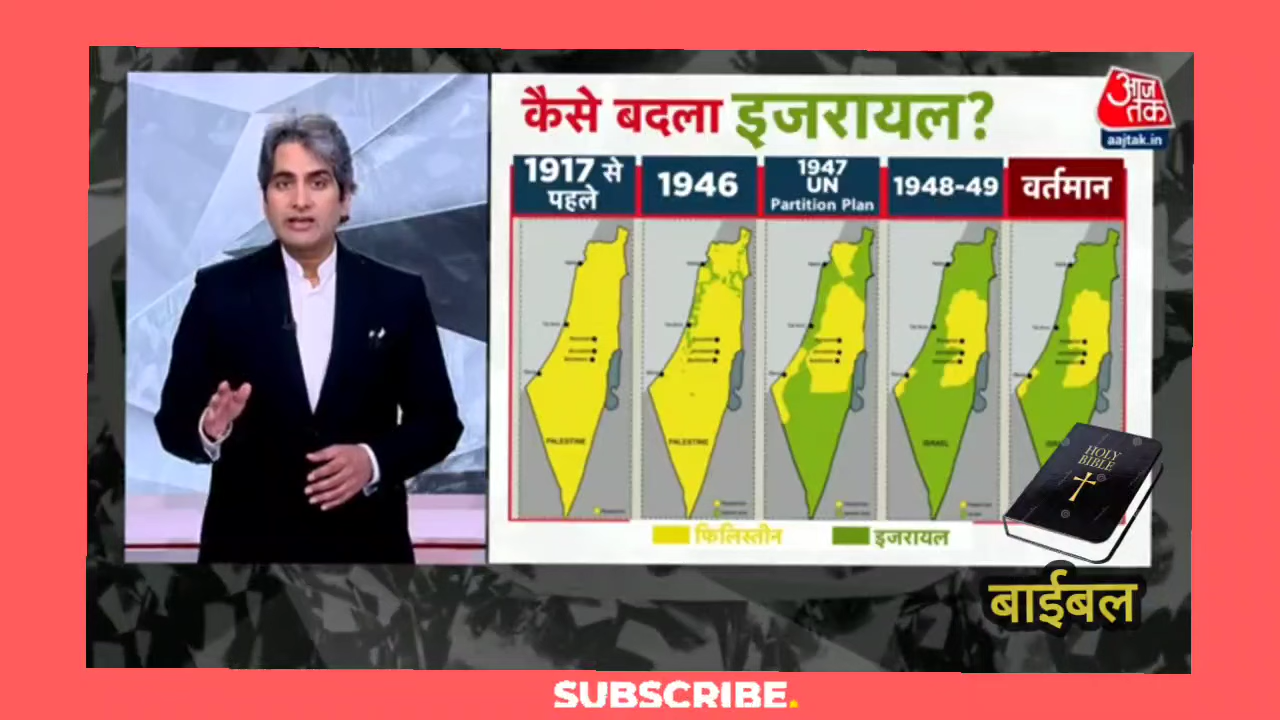 कैसे बदला इजरायल?
आज
तक
aajtak.in
1917 से
पहले
1946
1947
UN
Partition Plan
1948-49
वर्तमान
PALESTINE
PALESTINE
ISRAEL
फिलिस्तीन
इजरायल
HOLY
BIBLE
बाईबल
SUBSCRIBE.